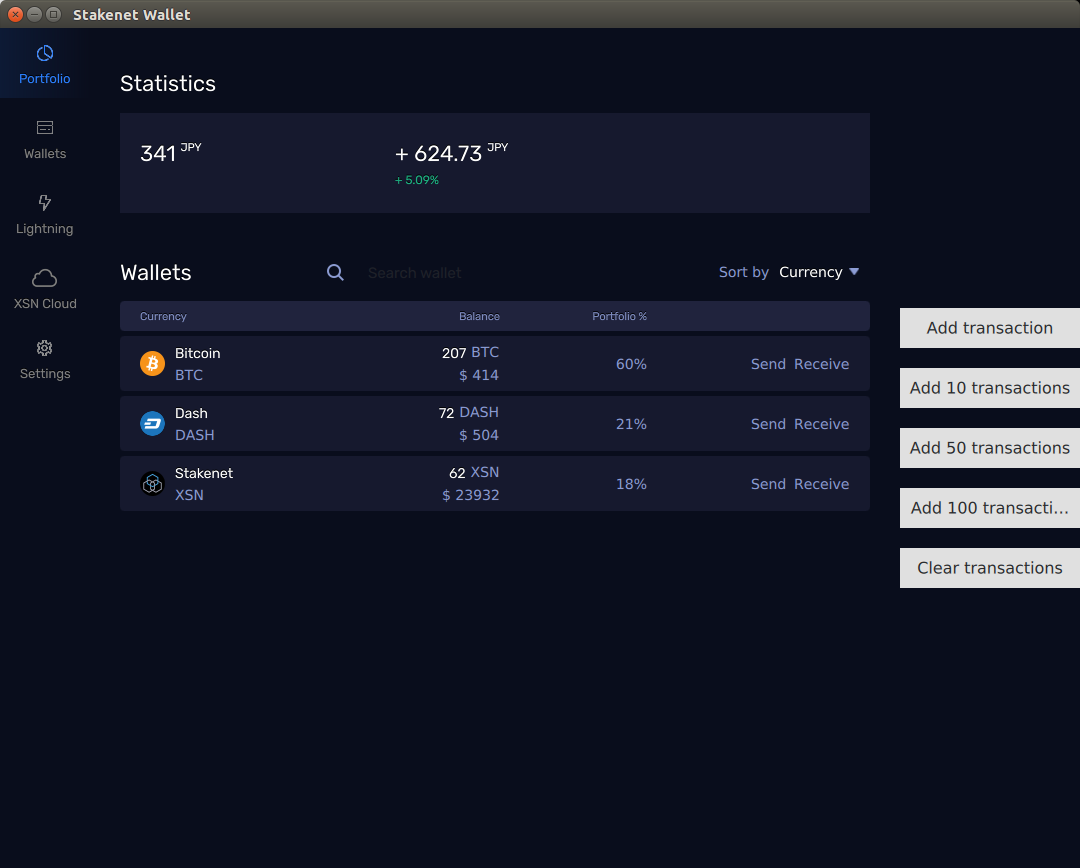 Stakenet Wallet
Portfolio
Wallets
Lightning
XSN Cloud
Settings
Statistics
341 JPY
+ 624.73 JPY
+ 5.09%
Wallets
Search wallet
Sort by Currency
Currency Balance Portfolio %
Bitcoin 207 BTC
BTC $ 414
60% Send Receive
Dash 72 DASH
DASH $ 504
21% Send Receive
Stakenet 62 XSN
XSN $ 23932
18% Send Receive
Add transaction
Add 10 transactions
Add 50 transactions
Add 100 transacti...
Clear transactions